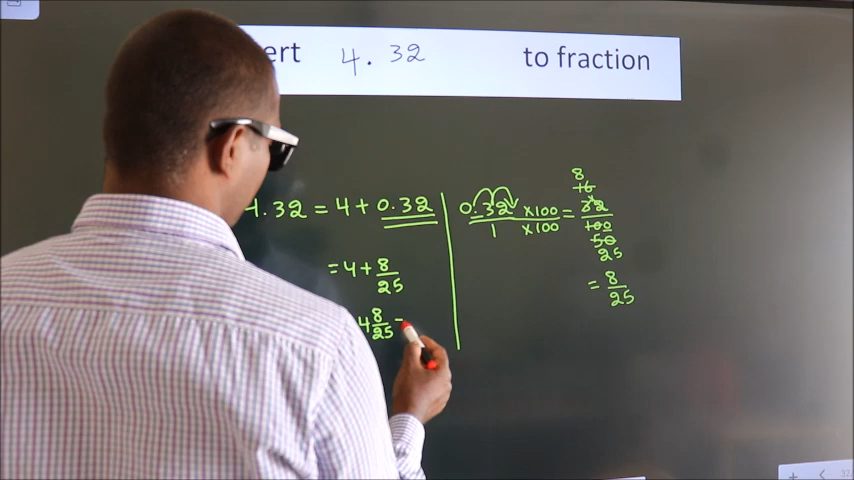 ert 4.32 to fraction
4.32 = 4 + 0.32
= 4 + 8/25
4 8/25 =
0.32/1 ×100/×100 = 32/100
8
16
50
25
= 8/25